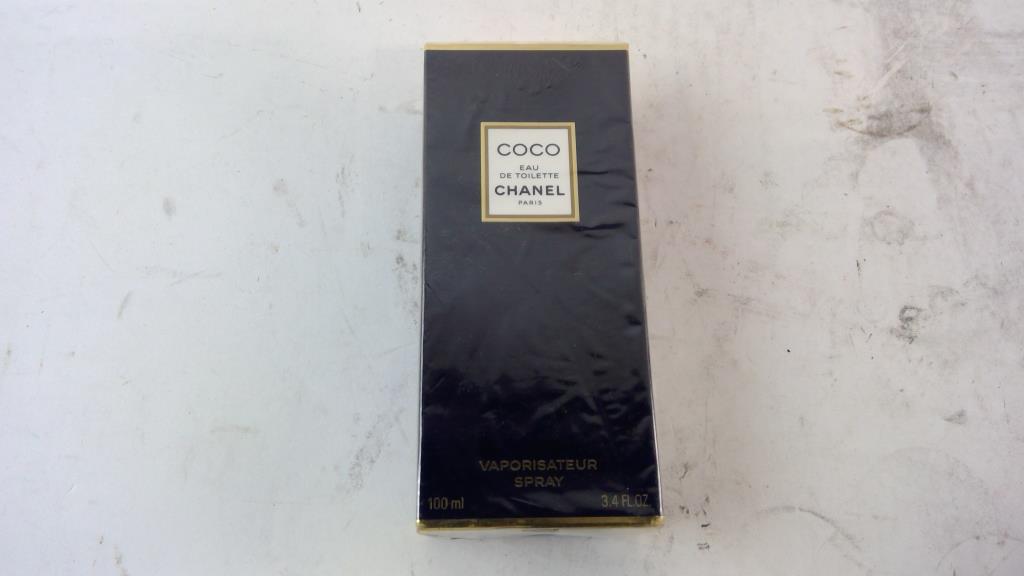 COCO
EAU
DE TOILETTE
CHANEL
PARIS
VAPORISATEUR
SPRAY
100 ml 3.4 FL.OZ